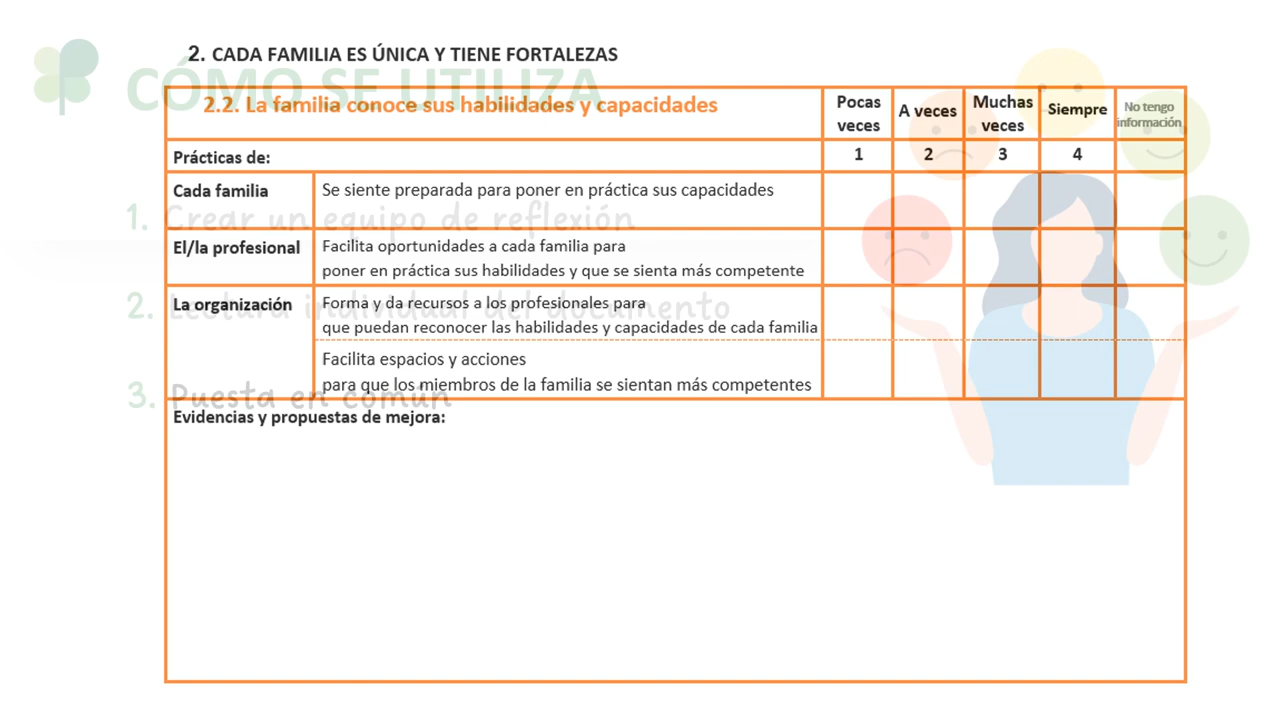 2. CADA FAMILIA ES ÚNICA Y TIENE FORTALEZAS
CÓMO SE UTILIZA
2.2. La familia conoce sus habilidades y capacidades
Pocas veces
A veces
Muchas veces
Siempre
No tengo información
Prácticas de:
1
2
3
4
Cada familia
Se siente preparada para poner en práctica sus capacidades
1. Crear un equipo de reflexión
El/la profesional
Facilita oportunidades a cada familia para
poner en práctica sus habilidades y que se sienta más competente
La organización
Forma y da recursos a los profesionales para
2. Lectura individual del documento
que puedan reconocer las habilidades y capacidades de cada familia
Facilita espacios y acciones
para que los miembros de la familia se sientan más competentes
3. Puesta en común
Evidencias y propuestas de mejora: